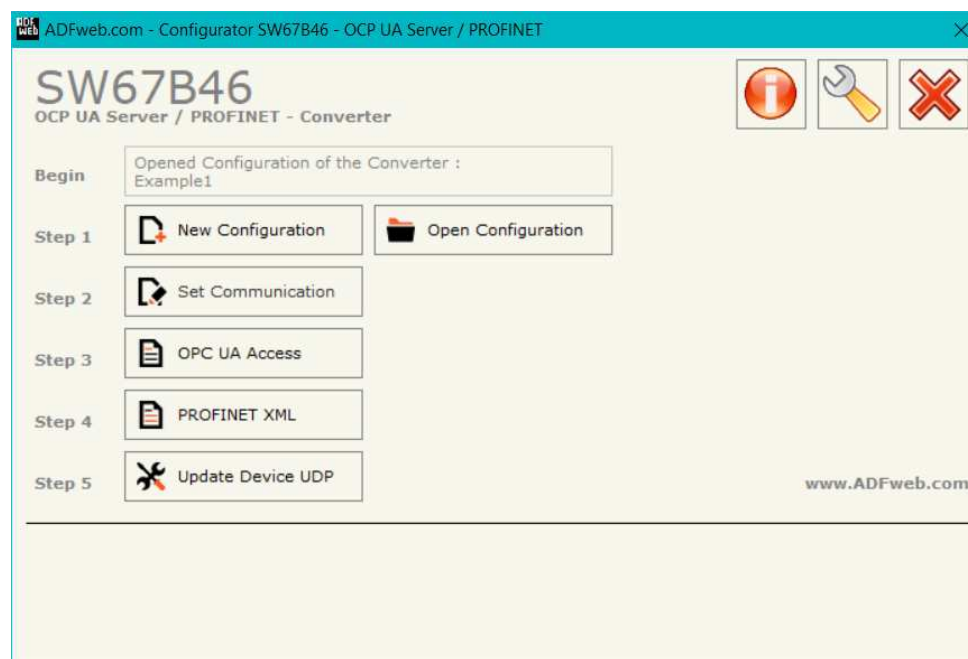 ADF
WEB
ADFweb.com - Configurator SW67B46 - OCP UA Server / PROFINET
SW67B46
OCP UA Server / PROFINET - Converter
Begin
Opened Configuration of the Converter :
Example1
Step 1
New Configuration
Open Configuration
Step 2
Set Communication
Step 3
OPC UA Access
Step 4
PROFINET XML
Step 5
Update Device UDP
www.ADFweb.com